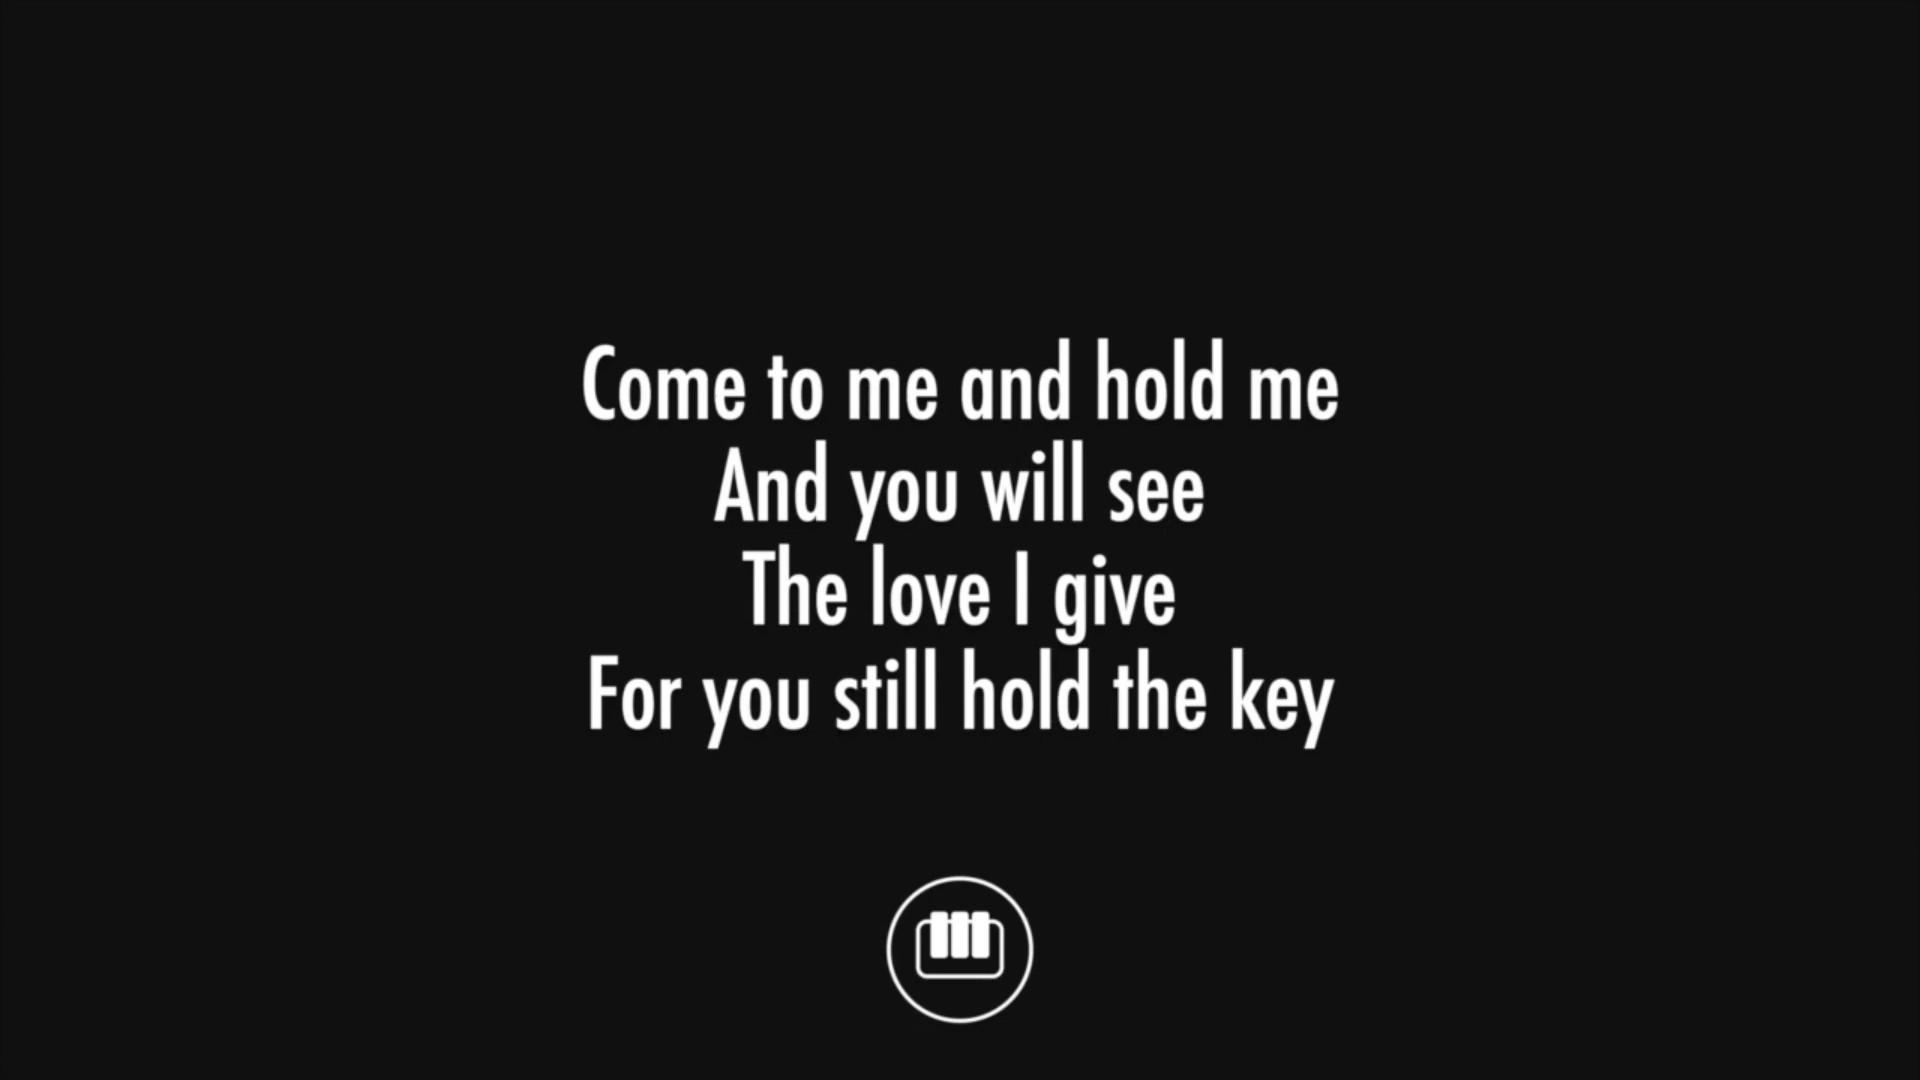 Come to me and hold me
And you will see
The love I give
For you still hold the key